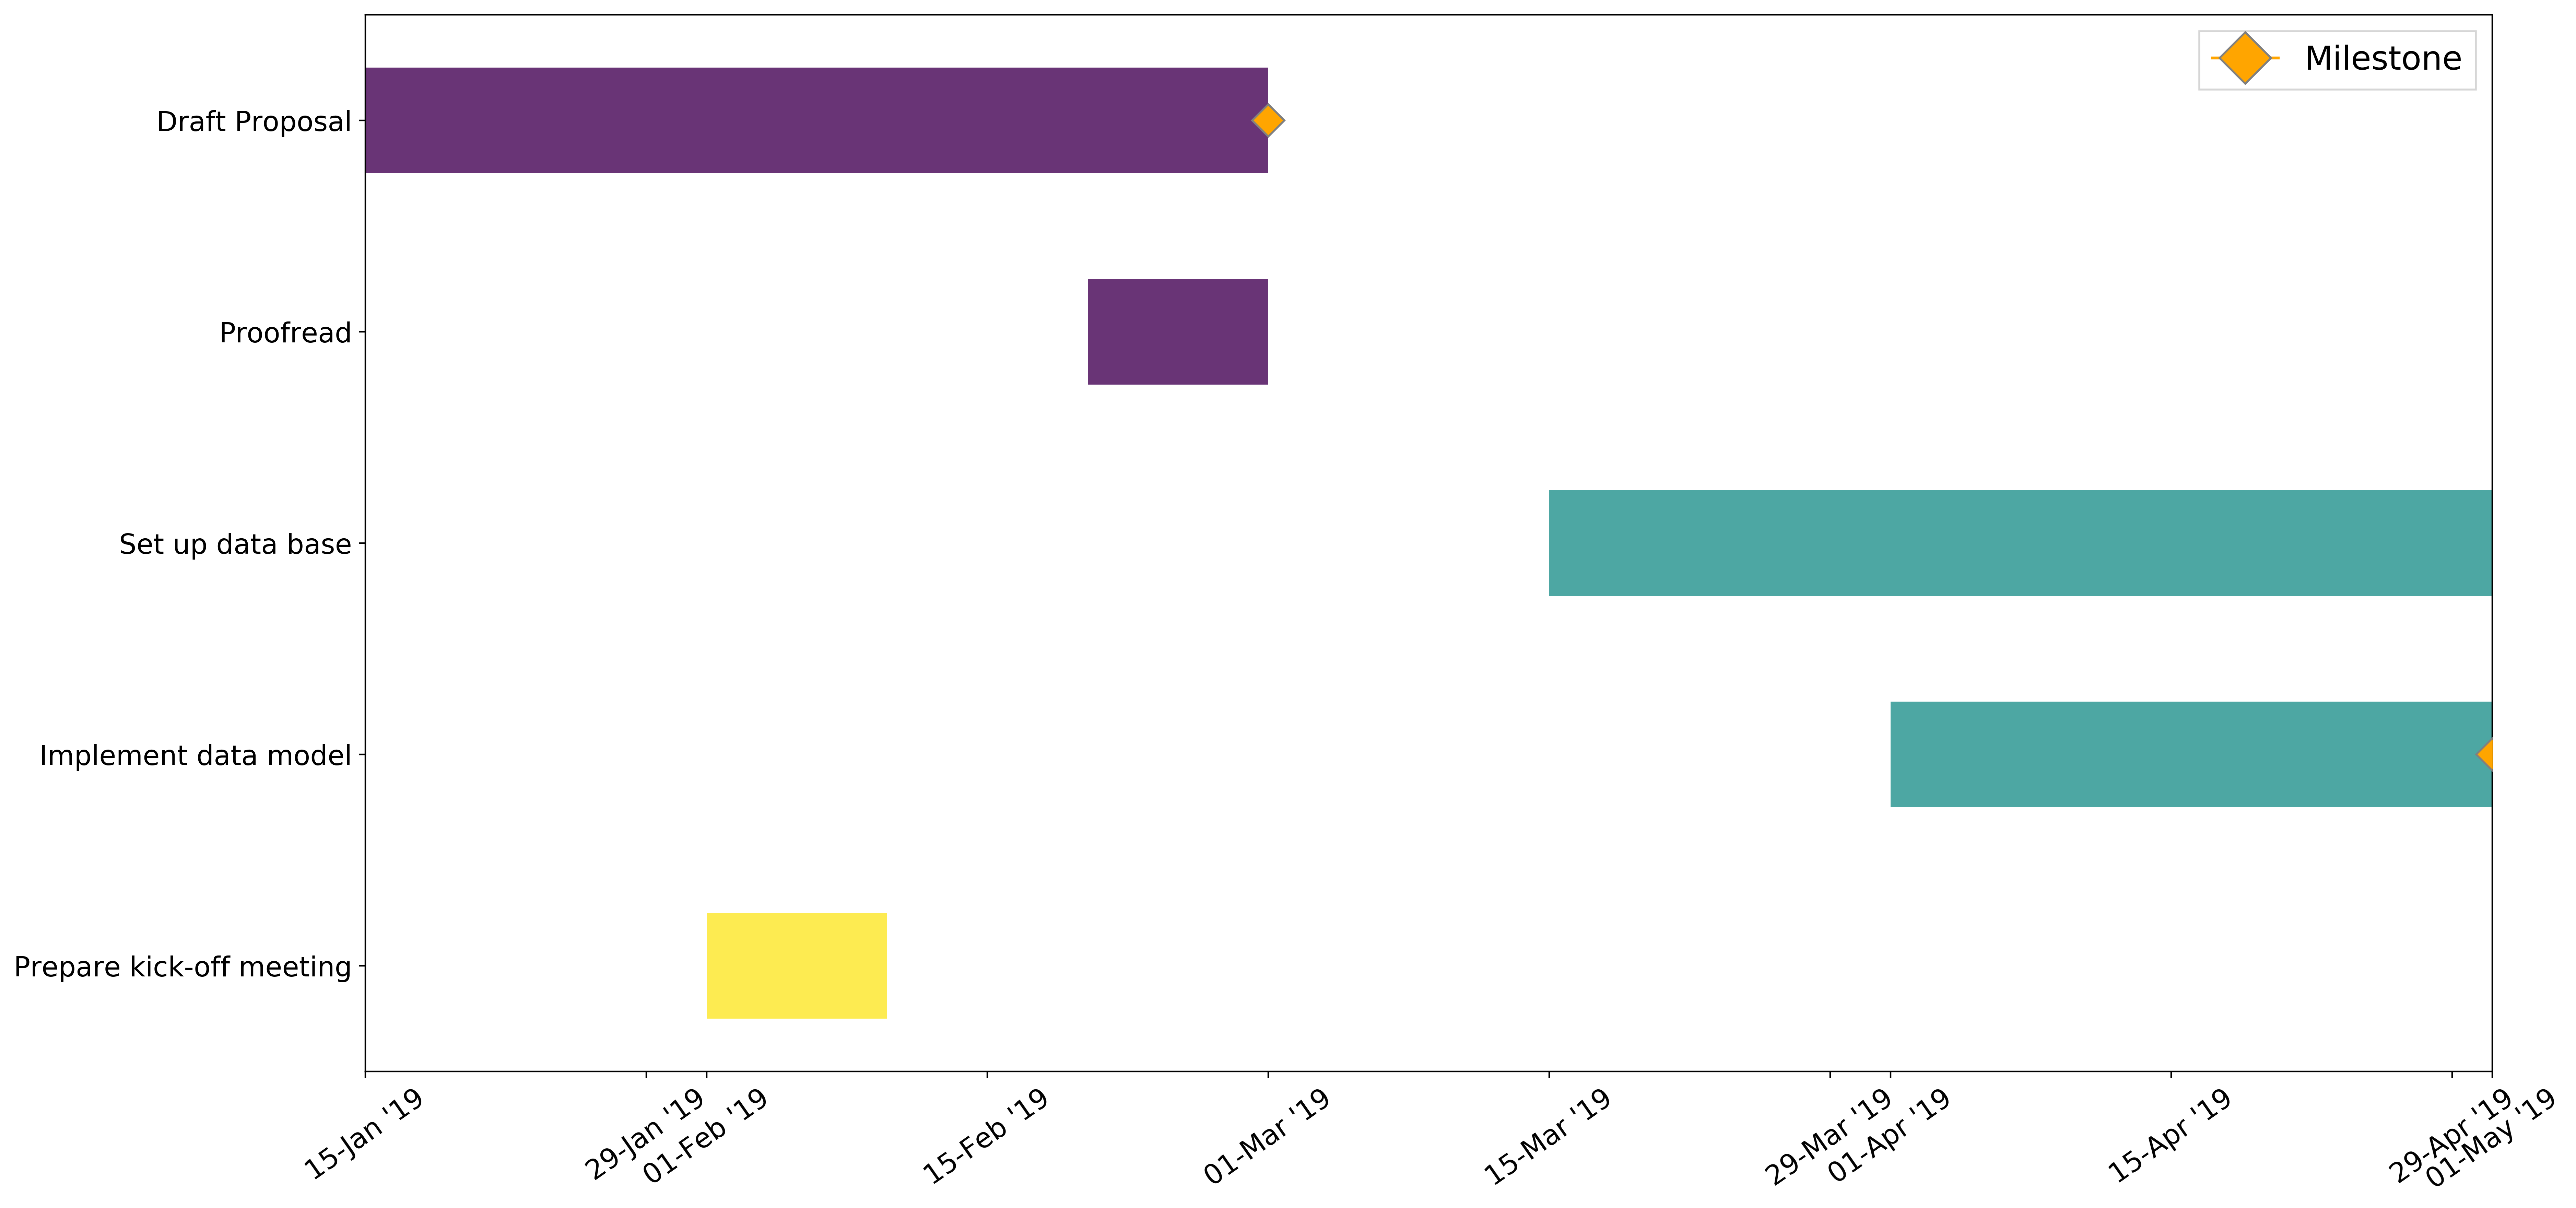 Milestone
Draft Proposal
Proofread
Set up data base
Implement data model
Prepare kick-off meeting
15-Jan '19
29-Jan '19
01-Feb '19
15-Feb '19
01-Mar '19
15-Mar '19
29-Mar '19
01-Apr '19
15-Apr '19
29-Apr '19
01-May '19